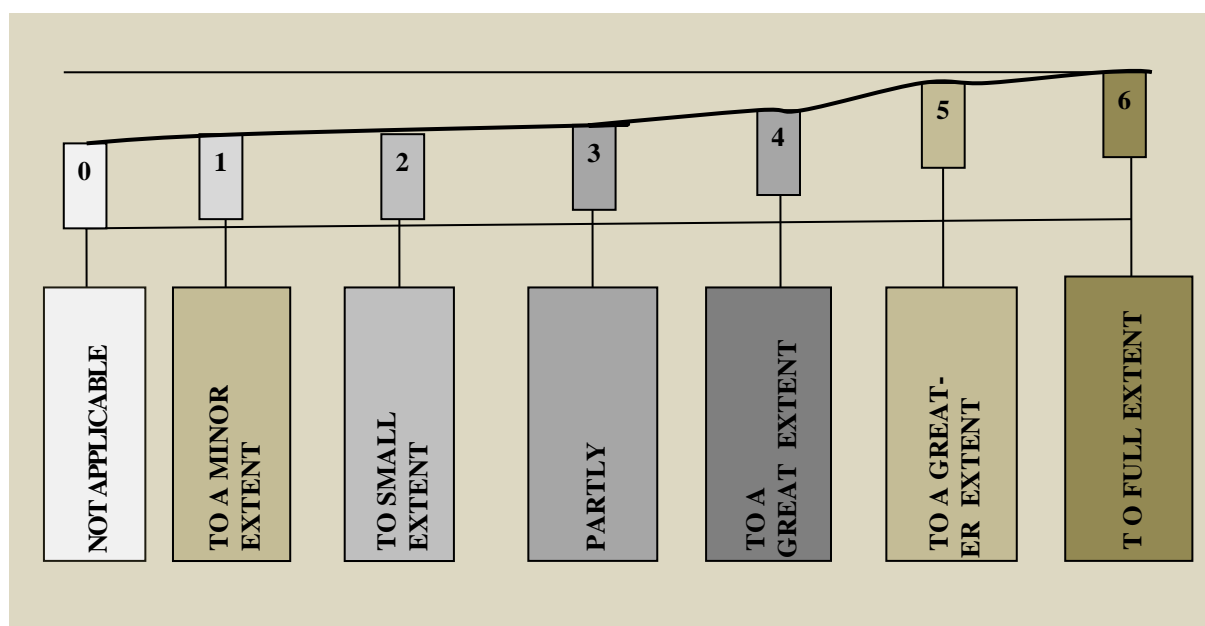 0
1
2
3
4
5
6
NOT APPLICABLE
TO A MINOR
EXTENT
TO SMALL
EXTENT
PARTLY
TO A
GREAT EXTENT
TO A GREAT-
ER EXTENT
T O FULL EXTENT